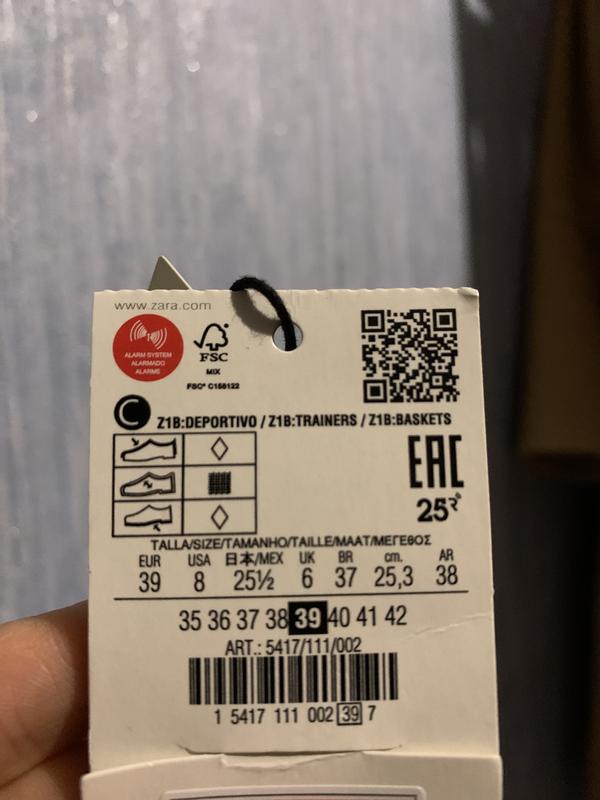 www.zara.com
ALARM SYSTEM
ALARMADO
ALARME
FSC
MIX
FSC® C158122
C
Z1B:DEPORTIVO / Z1B:TRAINERS / Z1B:BASKETS
EAC
TALLA/SIZE/TAMANHO/TAILLE/MAAT/ΜΕΓΕΘΟΣ
EUR USA 日本/MEX UK BR cm. AR
39 8 25½ 6 37 25,3 38
35 36 37 38 39 40 41 42
ART.: 5417/111/002
1 5417 111 002 39 7